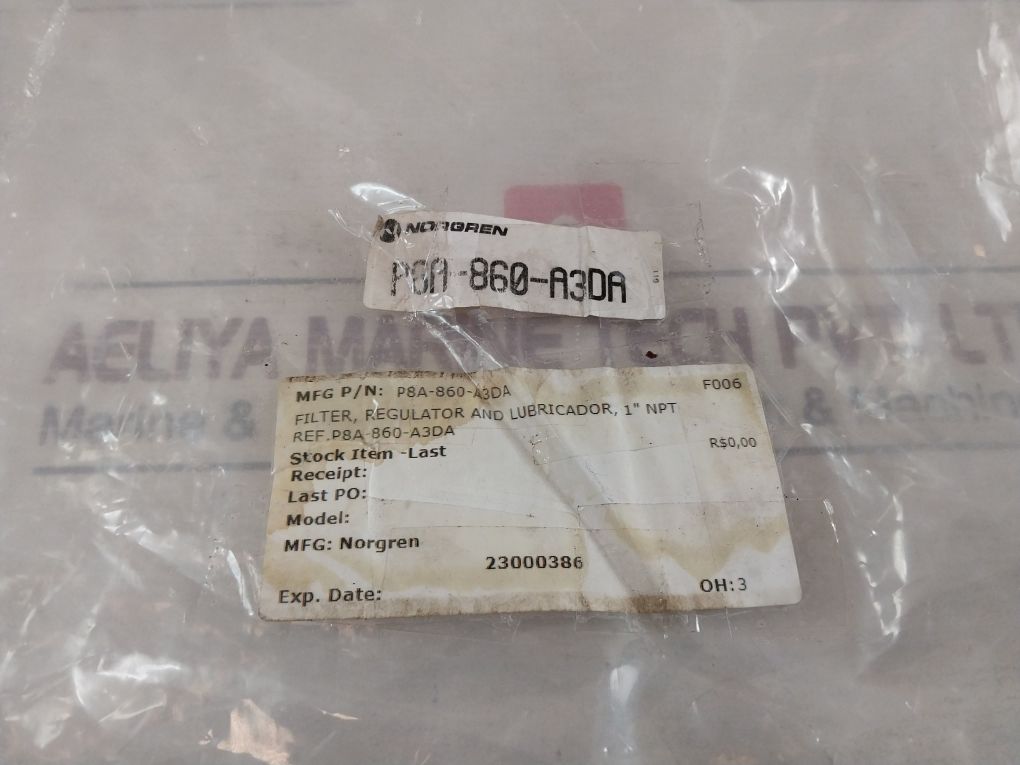 NORGREN
P8A-860-A3DA
AELIYA MARINE TECH PVT LT
Marine &
&
MFG P/N: P8A-860-A3DA F006
FILTER, REGULATOR AND LUBRICADOR, 1" NPT
REF.P8A-860-A3DA
R$0,00
Stock Item -Last
Receipt:
Last PO:
Model:
MFG: Norgren
23000386
Exp. Date: OH:3